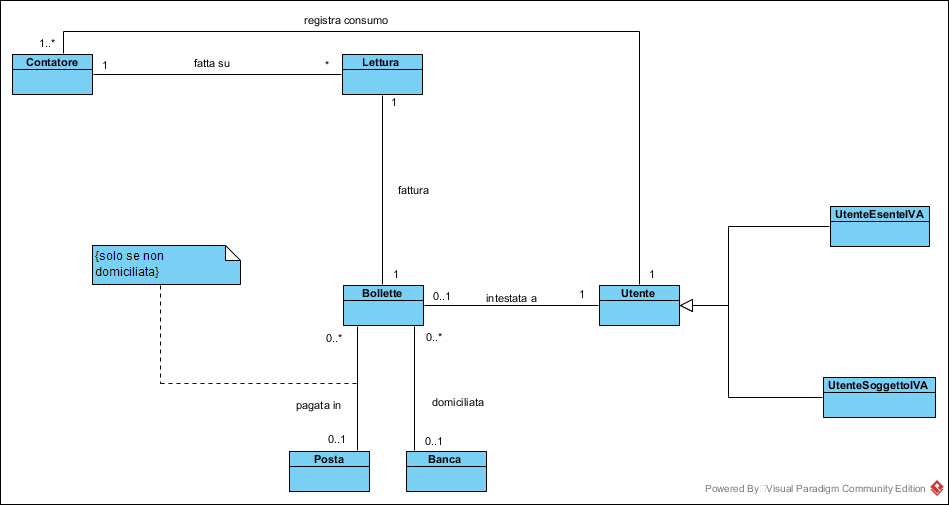 registra consumo
1..*
Contatore
1
fatta su
*
Lettura
1
fattura
UtenteEsenteIVA
{solo se non
domiciliata}
1
1
Bollette
0..1
intestata a
1
Utente
0..*
0..*
UtenteSoggettoIVA
pagata in
domiciliata
0..1
0..1
Posta
Banca
Powered By Visual Paradigm Community Edition